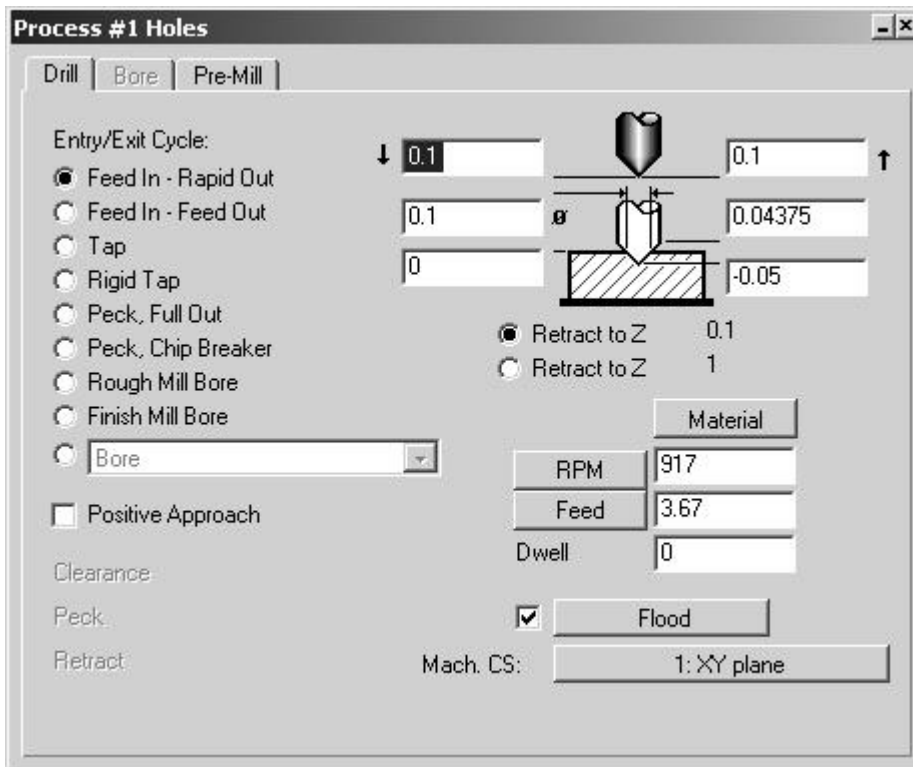 Process #1 Holes
Drill Bore Pre-Mill
Entry/Exit Cycle:
Feed In - Rapid Out
Feed In - Feed Out
Tap
Rigid Tap
Peck, Full Out
Peck, Chip Breaker
Rough Mill Bore
Finish Mill Bore
Bore
Positive Approach
Clearance
Peck
Retract
0.1 0.1
0.1 ø 0.04375
0 -0.05
Retract to Z 0.1
Retract to Z 1
Material
RPM 917
Feed 3.67
Dwell 0
Flood
Mach. CS: 1: XY plane